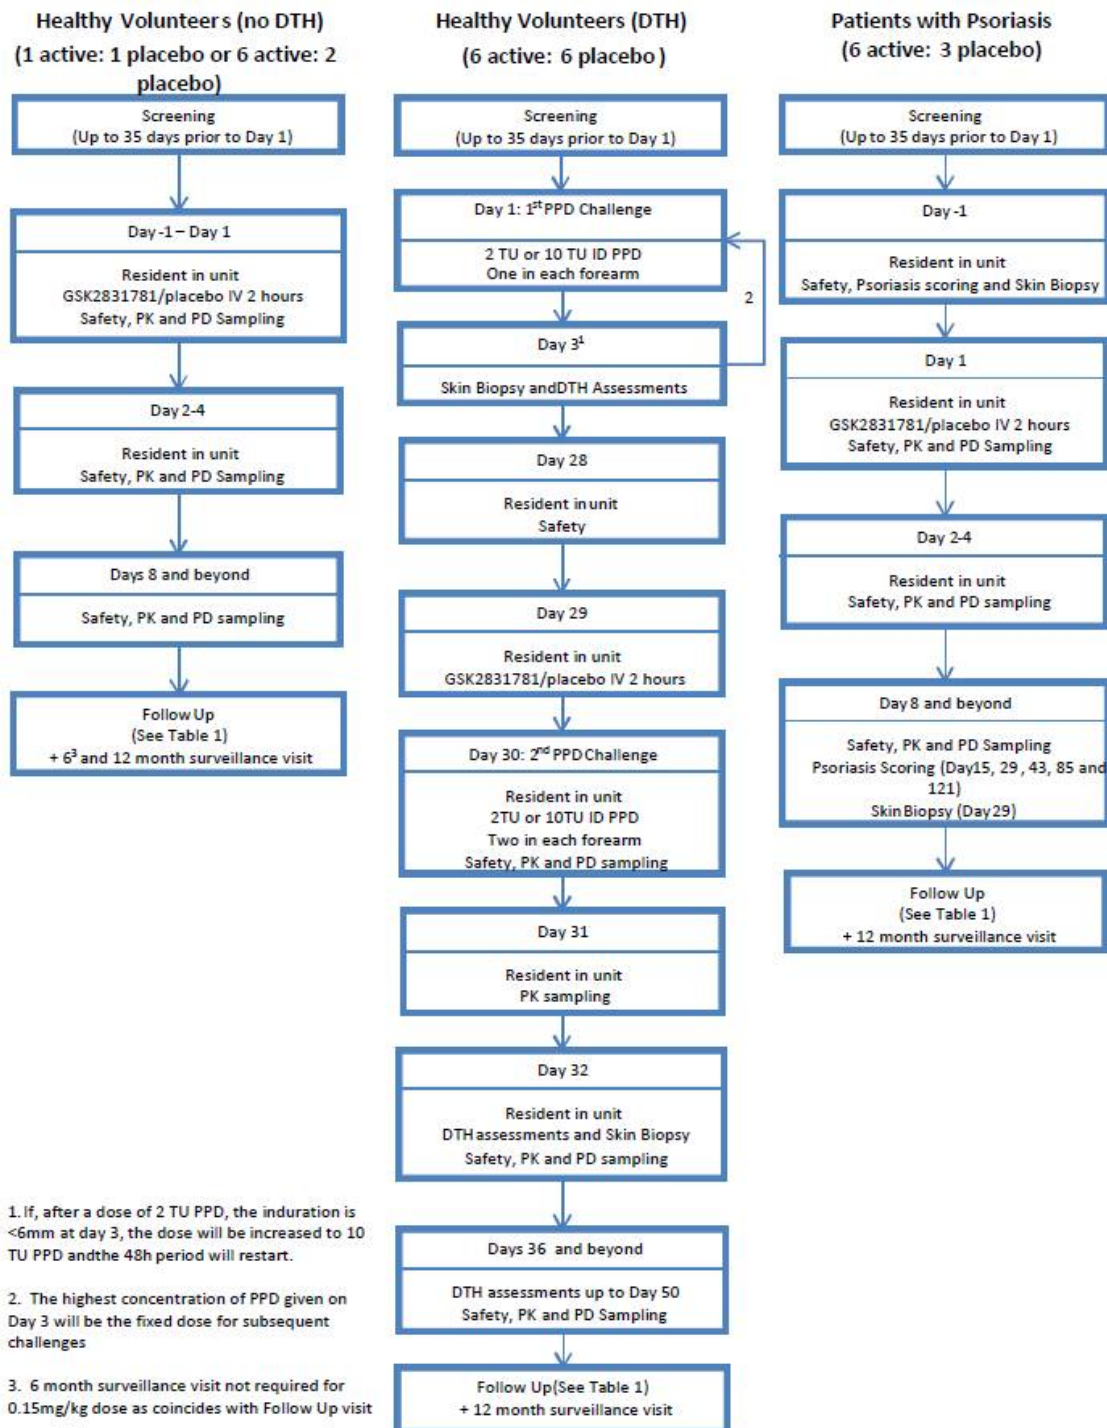 Healthy Volunteers (no DTH)
(1 active: 1 placebo or 6 active: 2
placebo)
Screening
(Up to 35 days prior to Day 1)
Day -1 – Day 1
Resident in unit
GSK2831781/placebo IV 2 hours
Safety, PK and PD Sampling
Day 2-4
Resident in unit
Safety, PK and PD Sampling
Days 8 and beyond
Safety, PK and PD sampling
Follow Up
(See Table 1)
+ 6³ and 12 month surveillance visit
Healthy Volunteers (DTH)
(6 active: 6 placebo)
Screening
(Up to 35 days prior to Day 1)
Day 1: 1st PPD Challenge
2 TU or 10 TU ID PPD
One in each forearm
2
Day 3¹
Skin Biopsy andDTH Assessments
Day 28
Resident in unit
Safety
Day 29
Resident in unit
GSK2831781/placebo IV 2 hours
Day 30: 2nd PPD Challenge
Resident in unit
2TU or 10TU ID PPD
Two in each forearm
Safety, PK and PD sampling
Day 31
Resident in unit
PK sampling
Day 32
Resident in unit
DTH assessments and Skin Biopsy
Safety, PK and PD sampling
Days 36 and beyond
DTH assessments up to Day 50
Safety, PK and PD Sampling
Follow Up(See Table 1)
+ 12 month surveillance visit
Patients with Psoriasis
(6 active: 3 placebo)
Screening
(Up to 35 days prior to Day 1)
Day -1
Resident in unit
Safety, Psoriasis scoring and Skin Biopsy
Day 1
Resident in unit
GSK2831781/placebo IV 2 hours
Safety, PK and PD Sampling
Day 2-4
Resident in unit
Safety, PK and PD sampling
Day 8 and beyond
Safety, PK and PD Sampling
Psoriasis Scoring (Day15, 29 , 43, 85 and
121)
Skin Biopsy (Day 29)
Follow Up
(See Table 1)
+ 12 month surveillance visit
1. If, after a dose of 2 TU PPD, the induration is
<6mm at day 3, the dose will be increased to 10
TU PPD andthe 48h period will restart.
2. The highest concentration of PPD given on
Day 3 will be the fixed dose for subsequent
challenges
3. 6 month surveillance visit not required for
0.15mg/kg dose as coincides with Follow Up visit